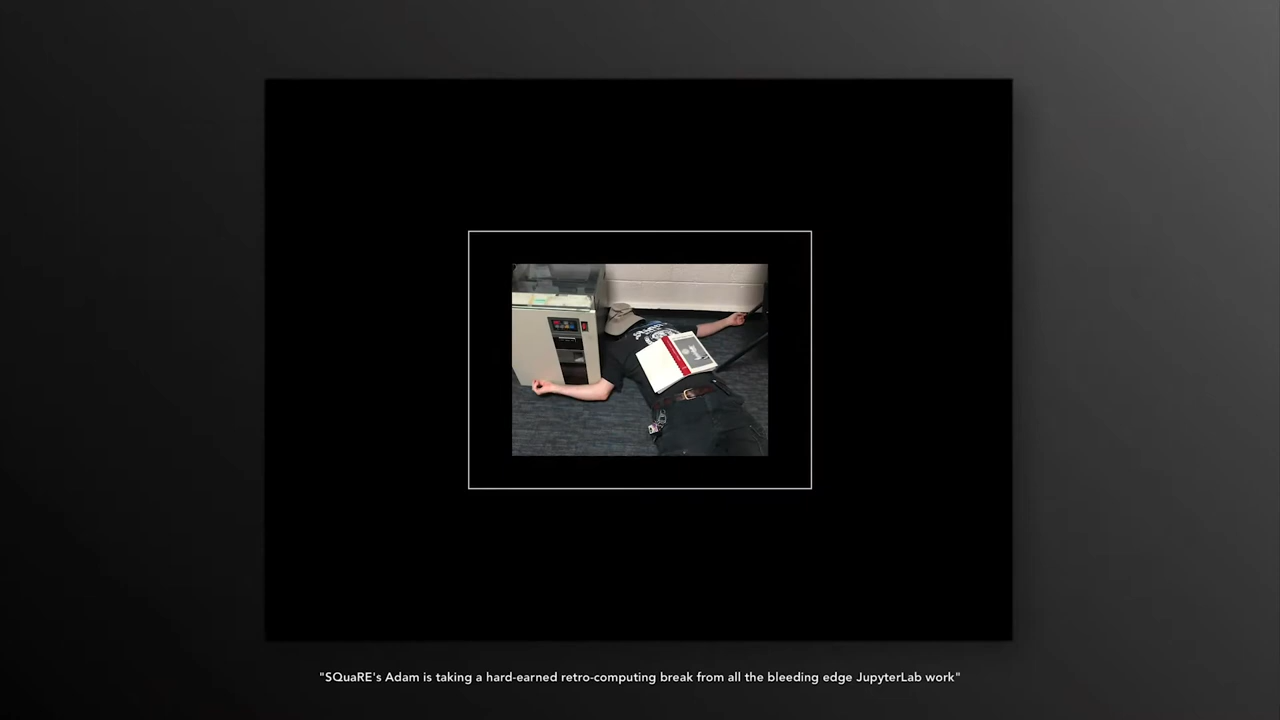 "SQuaRE's Adam is taking a hard-earned retro-computing break from all the bleeding edge JupyterLab work"